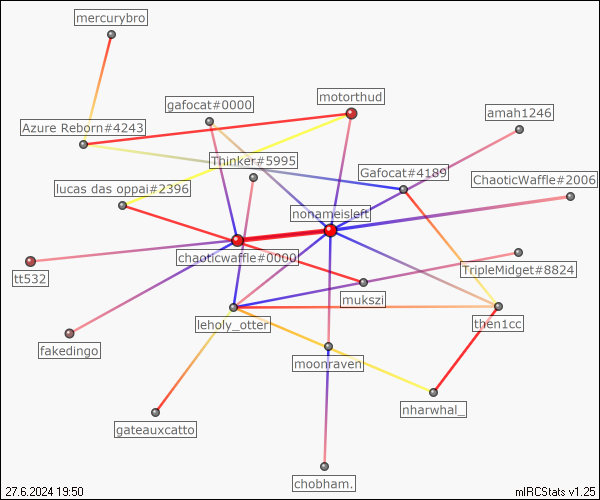 mercurybro
gafocat#0000
motorthud
amah1246
Azure Reborn#4243
Thinker#5995
Gafocat#4189
ChaoticWaffle#2006
lucas das oppai#2396
nonameisleft
chaoticwaffle#0000
TripleMidget#8824
tt532
mukszi
leholy_otter
then1cc
fakedingo
moonraven
nharwhal_
gateauxcatto
chobham.
27.6.2024 19:50
mIRCStats v1.25